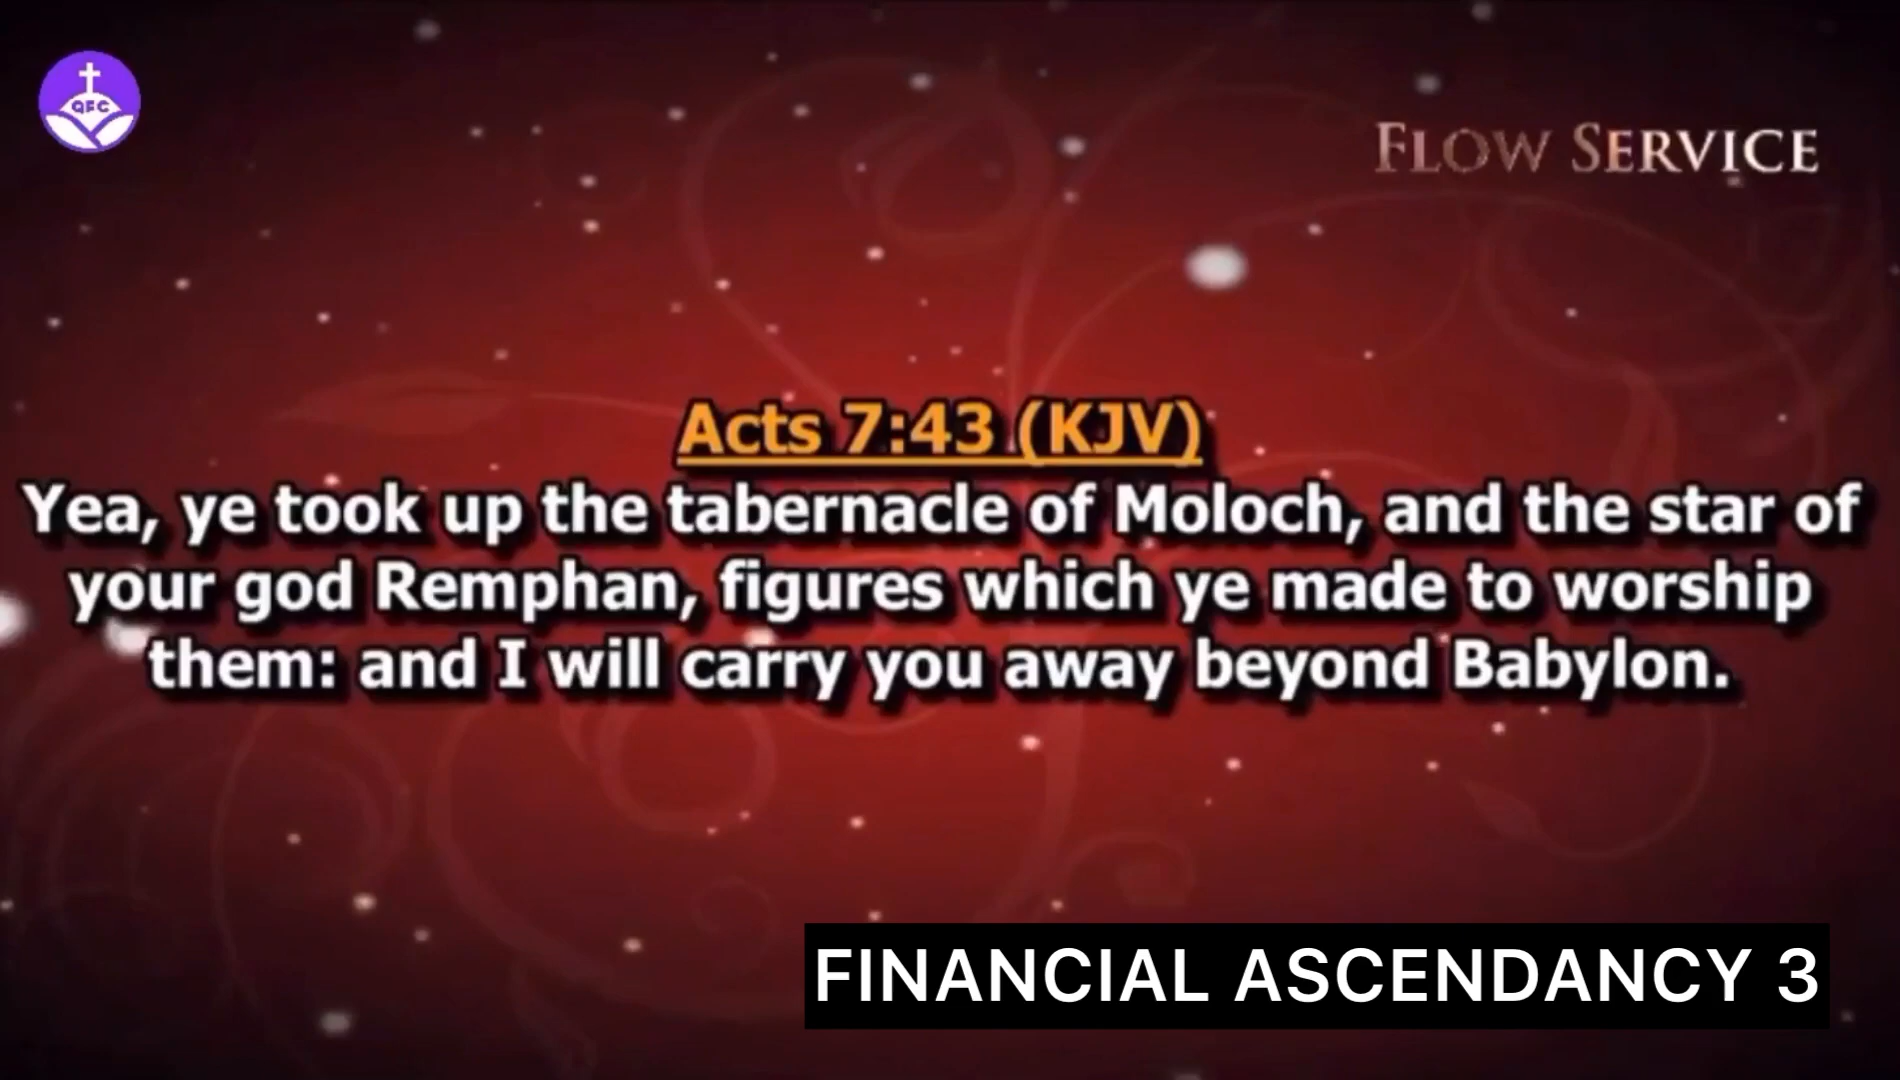 QFC
FLOW SERVICE
Acts 7:43 (KJV)
Yea, ye took up the tabernacle of Moloch, and the star of
your god Remphan, figures which ye made to worship
them: and I will carry you away beyond Babylon.
FINANCIAL ASCENDANCY 3